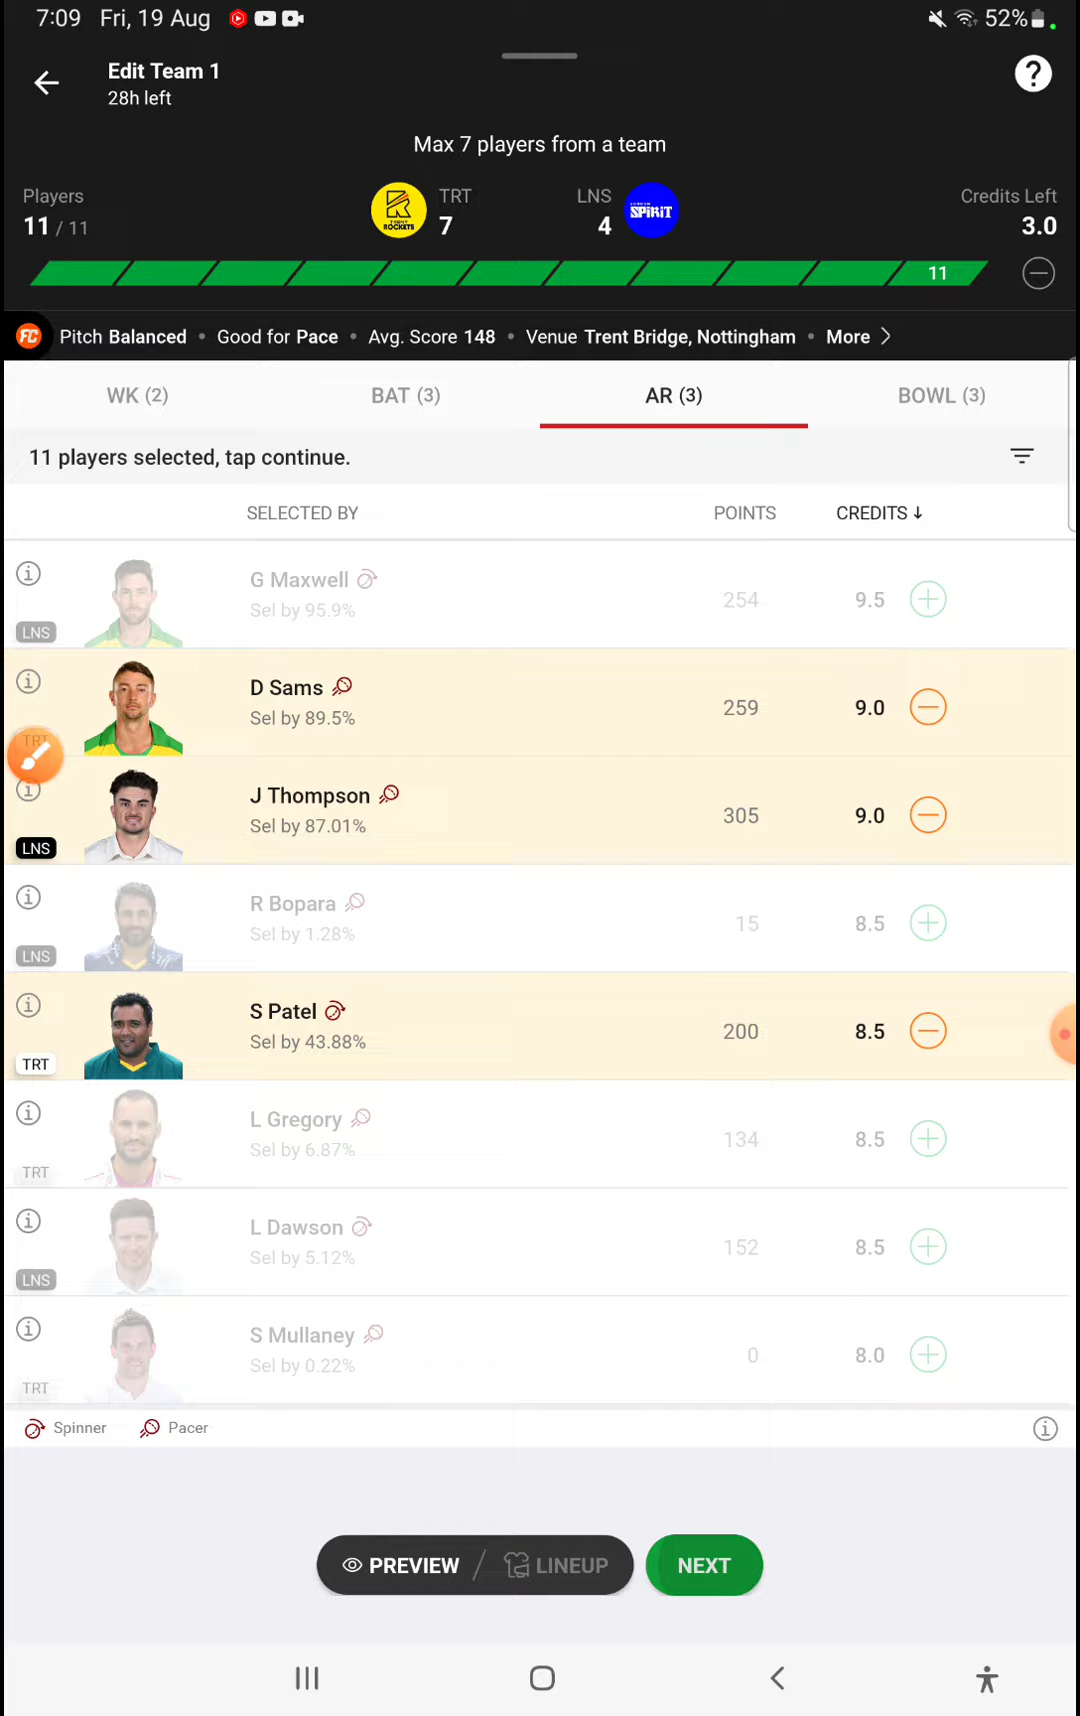 7:09 Fri, 19 Aug 52%
Edit Team 1
28h left
?
Max 7 players from a team
Players TRT LNS Credits Left
11 / 11 7 4 3.0
TRENT ROCKETS
LONDON SPIRIT
11
FC Pitch Balanced • Good for Pace • Avg. Score 148 • Venue Trent Bridge, Nottingham • More >
WK (2) BAT (3) AR (3) BOWL (3)
11 players selected, tap continue.
SELECTED BY POINTS CREDITS ↓
G Maxwell
Sel by 95.9%
254 9.5
LNS
D Sams
Sel by 89.5%
259 9.0
TRT
J Thompson
Sel by 87.01%
305 9.0
LNS
R Bopara
Sel by 1.28%
15 8.5
LNS
S Patel
Sel by 43.88%
200 8.5
TRT
L Gregory
Sel by 6.87%
134 8.5
TRT
L Dawson
Sel by 5.12%
152 8.5
LNS
S Mullaney
Sel by 0.22%
0 8.0
TRT
Spinner Pacer
PREVIEW / LINEUP NEXT